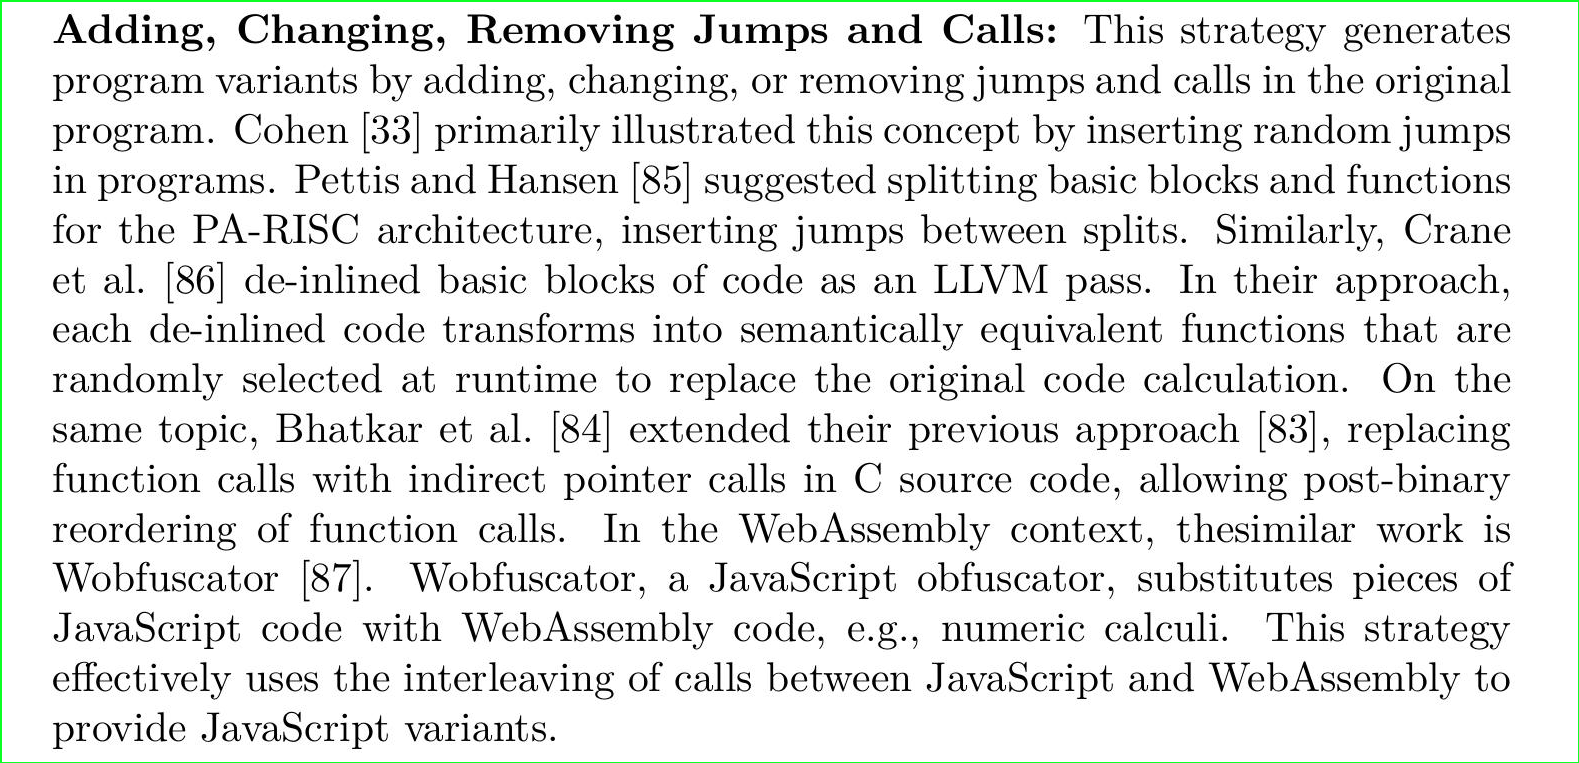 Adding, Changing, Removing Jumps and Calls: This strategy generates
program variants by adding, changing, or removing jumps and calls in the original
program. Cohen [33] primarily illustrated this concept by inserting random jumps
in programs. Pettis and Hansen [85] suggested splitting basic blocks and functions
for the PA-RISC architecture, inserting jumps between splits. Similarly, Crane
et al. [86] de-inlined basic blocks of code as an LLVM pass. In their approach,
each de-inlined code transforms into semantically equivalent functions that are
randomly selected at runtime to replace the original code calculation. On the
same topic, Bhatkar et al. [84] extended their previous approach [83], replacing
function calls with indirect pointer calls in C source code, allowing post-binary
reordering of function calls. In the WebAssembly context, thesimilar work is
Wobfuscator [87]. Wobfuscator, a JavaScript obfuscator, substitutes pieces of
JavaScript code with WebAssembly code, e.g., numeric calculi. This strategy
effectively uses the interleaving of calls between JavaScript and WebAssembly to
provide JavaScript variants.